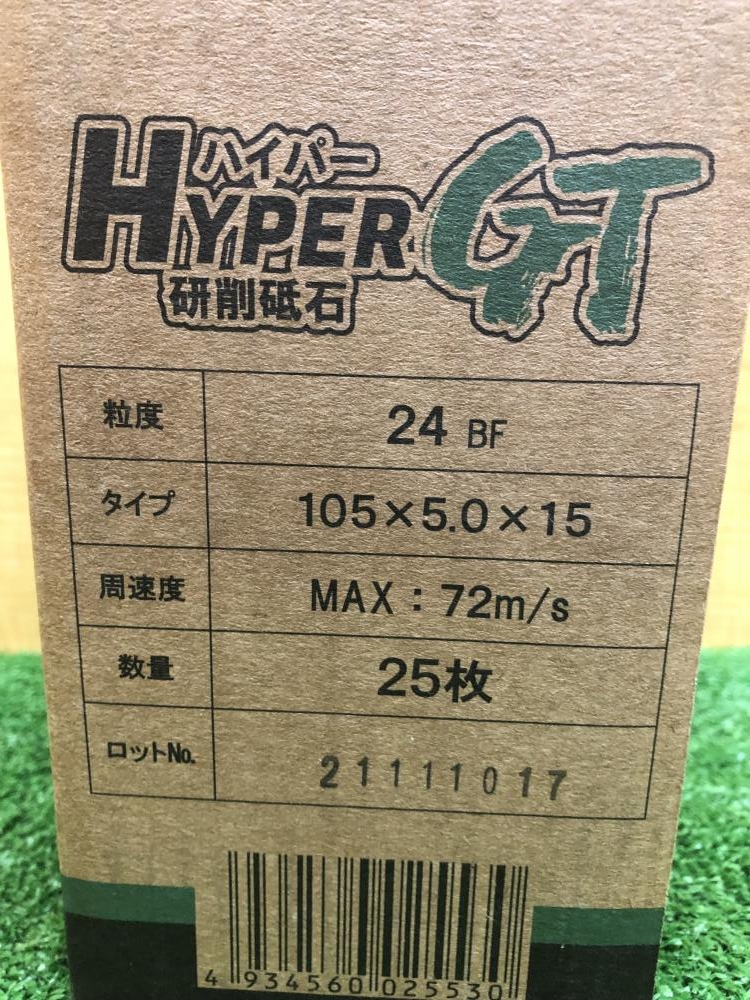 ハイパー
HYPER GT
研削砥石
粒度 24 BF
タイプ 105×5.0×15
周速度 MAX：72m/s
数量 25枚
ロットNo. 21111017
4 934560 025530